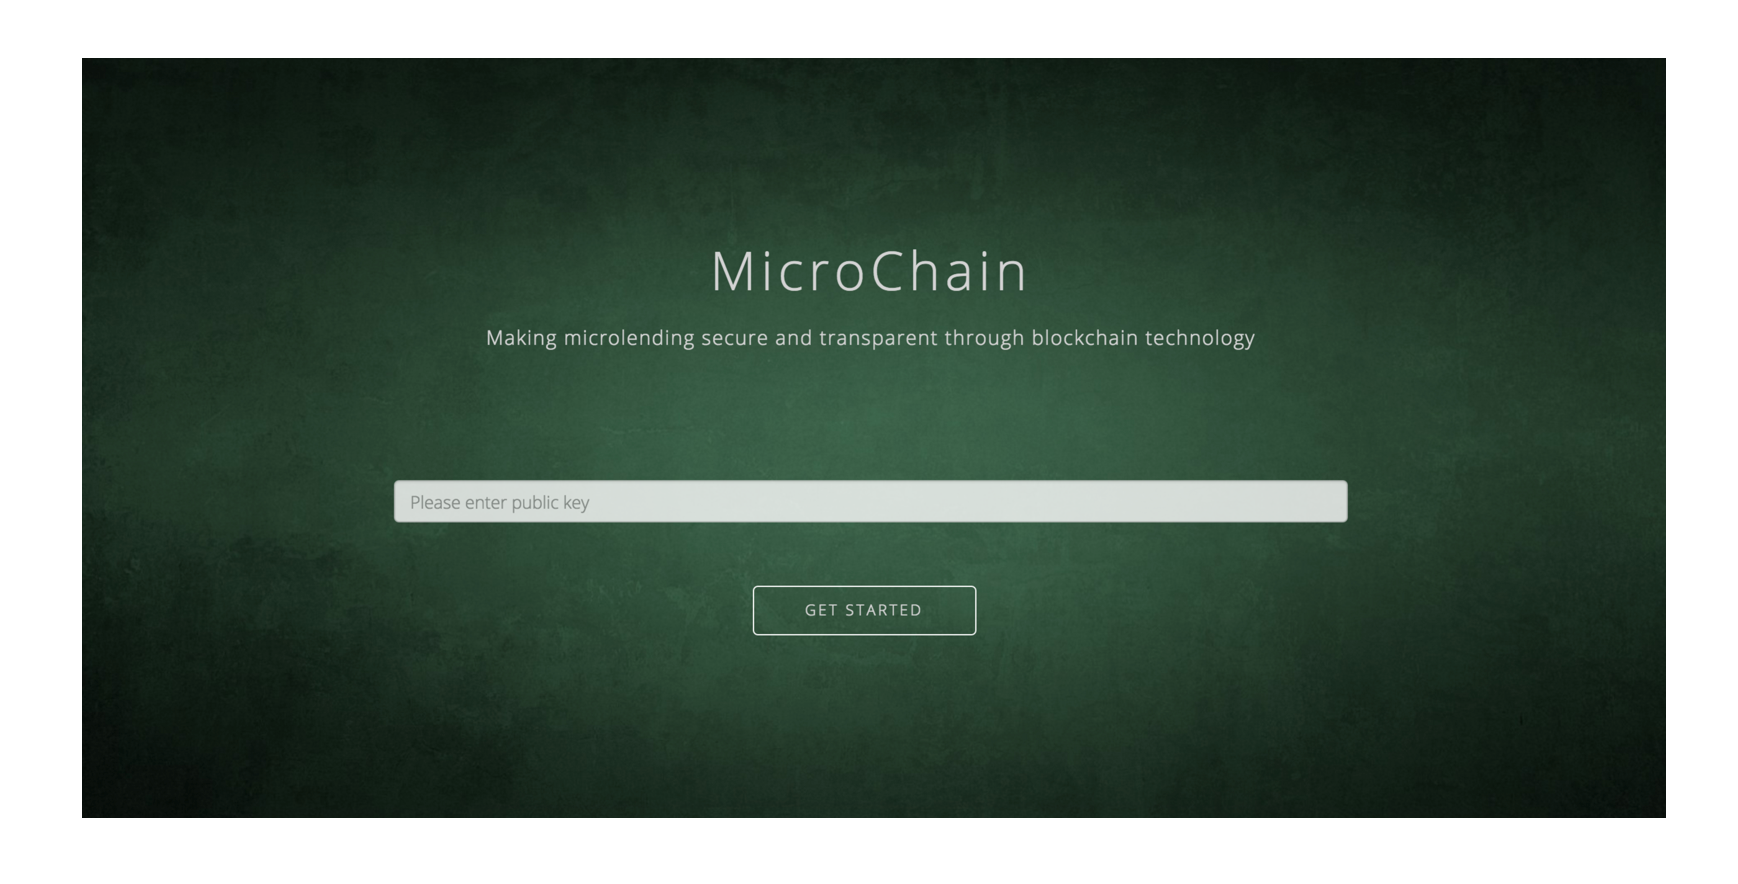 MicroChain
Making microlending secure and transparent through blockchain technology
Please enter public key
GET STARTED